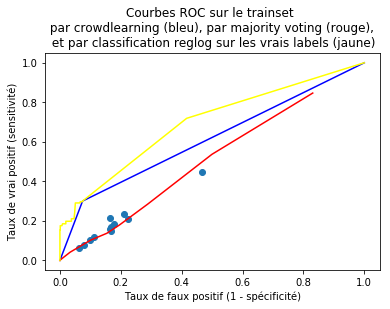 Courbes ROC sur le trainset
par crowdlearning (bleu), par majority voting (rouge),
et par classification reglog sur les vrais labels (jaune)
Taux de vrai positif (sensitivité)
1.0
0.8
0.6
0.4
0.2
0.0
0.0 0.2 0.4 0.6 0.8 1.0
Taux de faux positif (1 - spécificité)